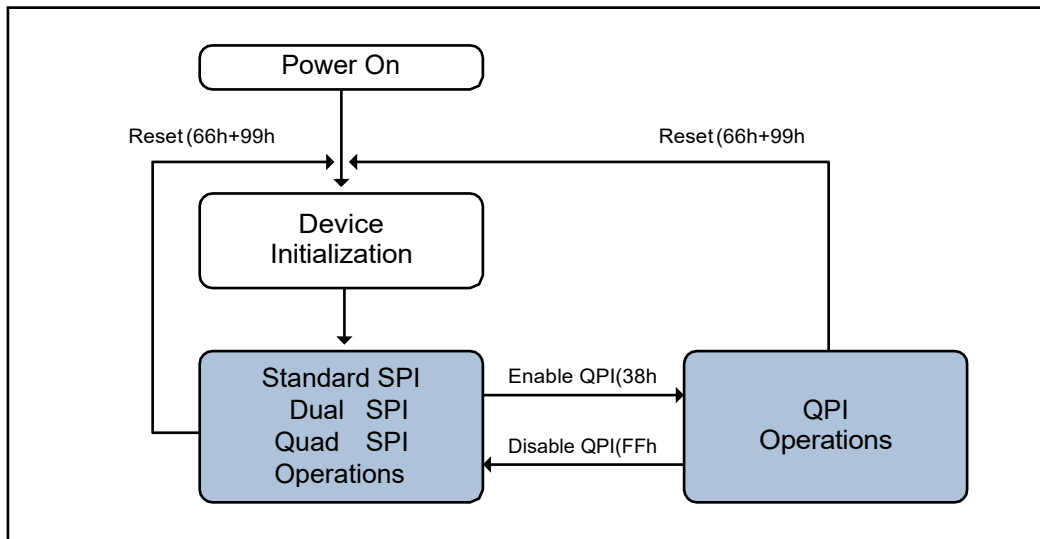 Power On
Reset (66h+99h
Reset (66h+99h
Device
Initialization
Standard SPI
Dual SPI
Quad SPI
Operations
Enable QPI(38h
Disable QPI(FFh
QPI
Operations